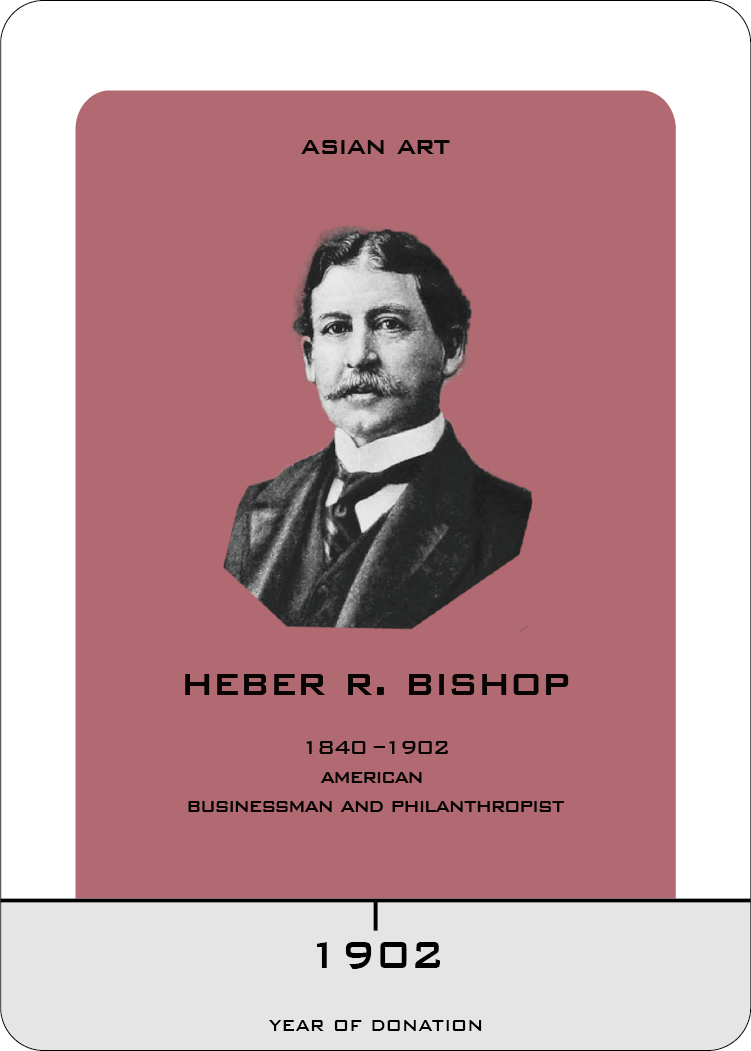 ASIAN ART
HEBER R. BISHOP
1840 – 1902
AMERICAN
BUSINESSMAN AND PHILANTHROPIST
1902
YEAR OF DONATION